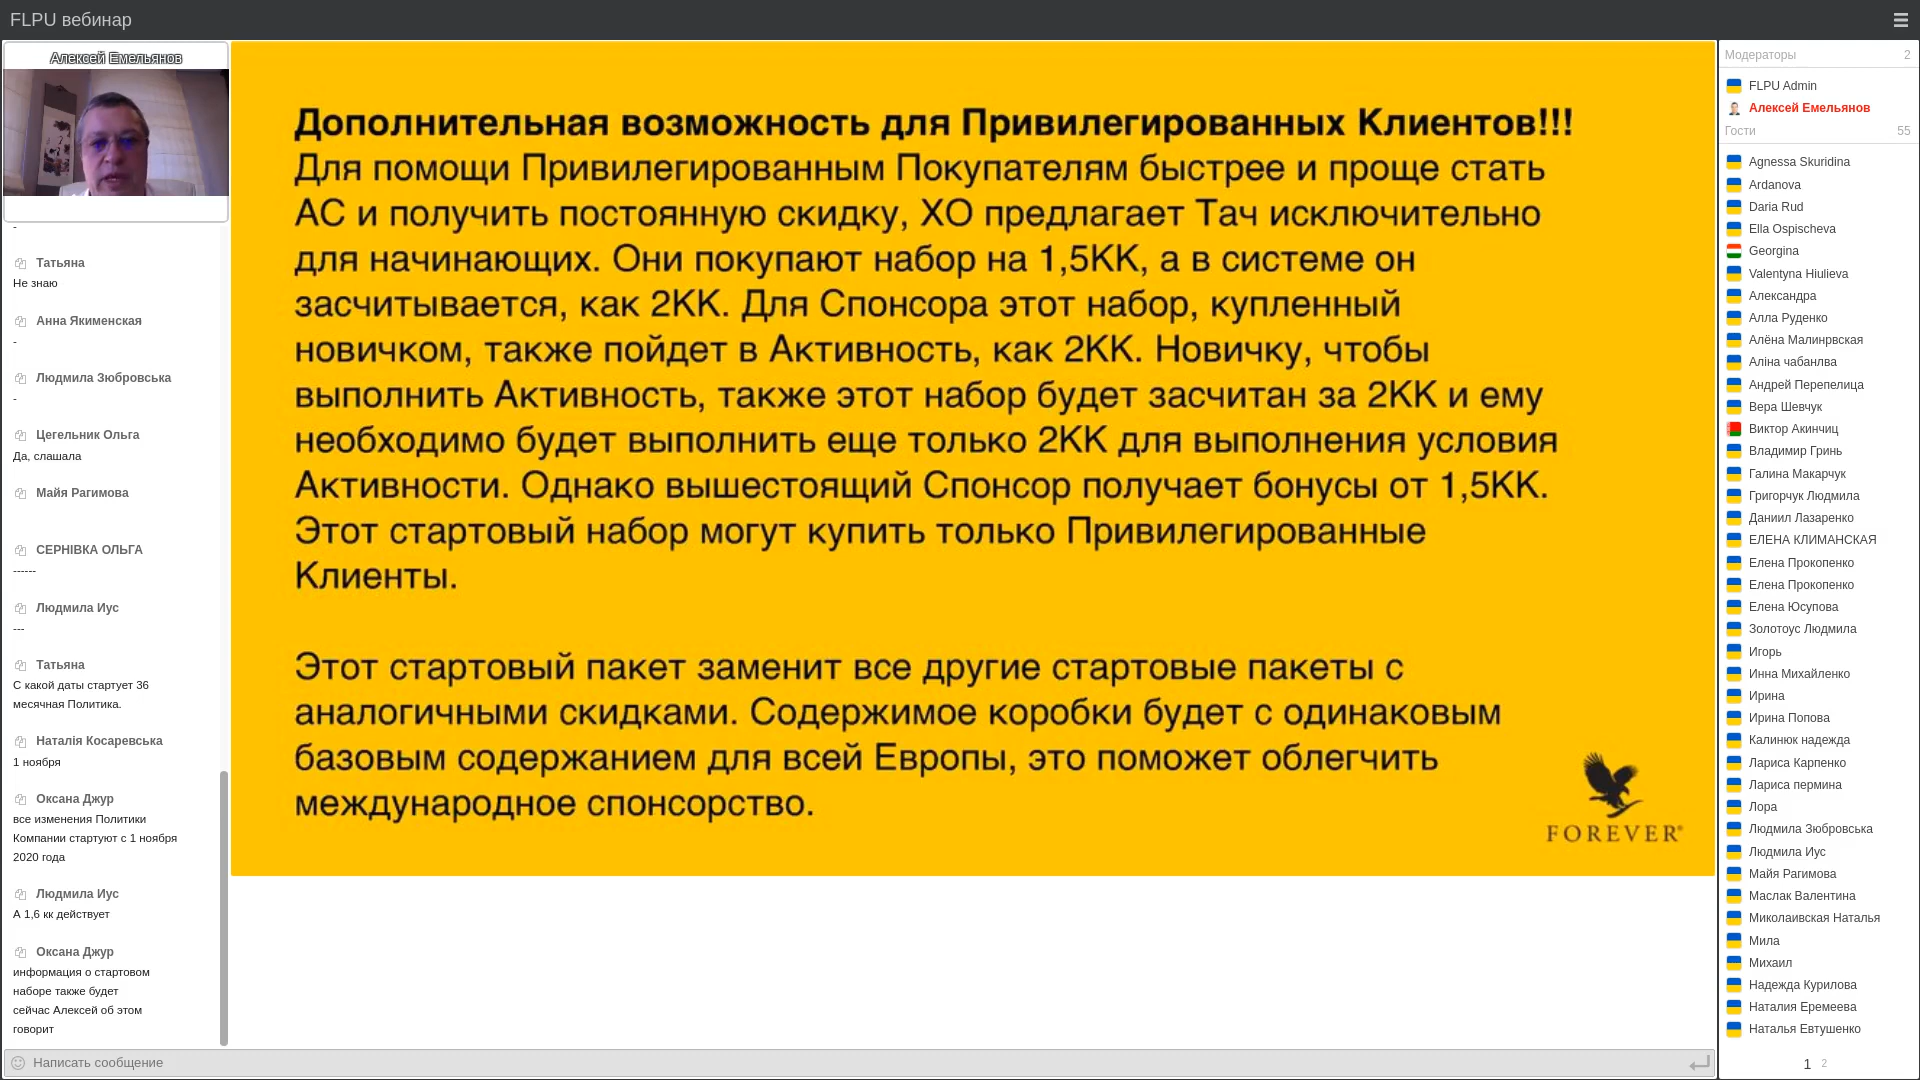 FLPU вебинар
Алексей Емельянов
-
Татьяна
Не знаю
Анна Якименская
-
Людмила Зюбровська
-
Цегельник Ольга
Да, слашала
Майя Рагимова
СЕРНІВКА ОЛЬГА
------
Людмила Иус
---
Татьяна
С какой даты стартует 36
месячная Политика.
Наталія Косаревська
1 ноября
Оксана Джур
все изменения Политики
Компании стартуют с 1 ноября
2020 года
Людмила Иус
А 1,6 кк действует
Оксана Джур
информация о стартовом
наборе также будет
сейчас Алексей об этом
говорит
Написать сообщение
Дополнительная возможность для Привилегированных Клиентов!!!
Для помощи Привилегированным Покупателям быстрее и проще стать
АС и получить постоянную скидку, ХО предлагает Тач исключительно
для начинающих. Они покупают набор на 1,5КК, а в системе он
засчитывается, как 2КК. Для Спонсора этот набор, купленный
новичком, также пойдет в Активность, как 2КК. Новичку, чтобы
выполнить Активность, также этот набор будет засчитан за 2КК и ему
необходимо будет выполнить еще только 2КК для выполнения условия
Активности. Однако вышестоящий Спонсор получает бонусы от 1,5КК.
Этот стартовый набор могут купить только Привилегированные
Клиенты.
Этот стартовый пакет заменит все другие стартовые пакеты с
аналогичными скидками. Содержимое коробки будет с одинаковым
базовым содержанием для всей Европы, это поможет облегчить
международное спонсорство.
FOREVER®
Модераторы 2
FLPU Admin
Алексей Емельянов
Гости 55
Agnessa Skuridina
Ardanova
Daria Rud
Ella Ospischeva
Georgina
Valentyna Hiulieva
Александра
Алла Руденко
Алёна Малинрвская
Аліна чабанлва
Андрей Перепелица
Вера Шевчук
Виктор Акинчиц
Владимир Гринь
Галина Макарчук
Григорчук Людмила
Даниил Лазаренко
ЕЛЕНА КЛИМАНСКАЯ
Елена Прокопенко
Елена Прокопенко
Елена Юсупова
Золотоус Людмила
Игорь
Инна Михайленко
Ирина
Ирина Попова
Калинюк надежда
Лариса Карпенко
Лариса пермина
Лора
Людмила Зюбровська
Людмила Иус
Майя Рагимова
Маслак Валентина
Миколаивская Наталья
Мила
Михаил
Надежда Курилова
Наталия Еремеева
Наталья Евтушенко
1 2